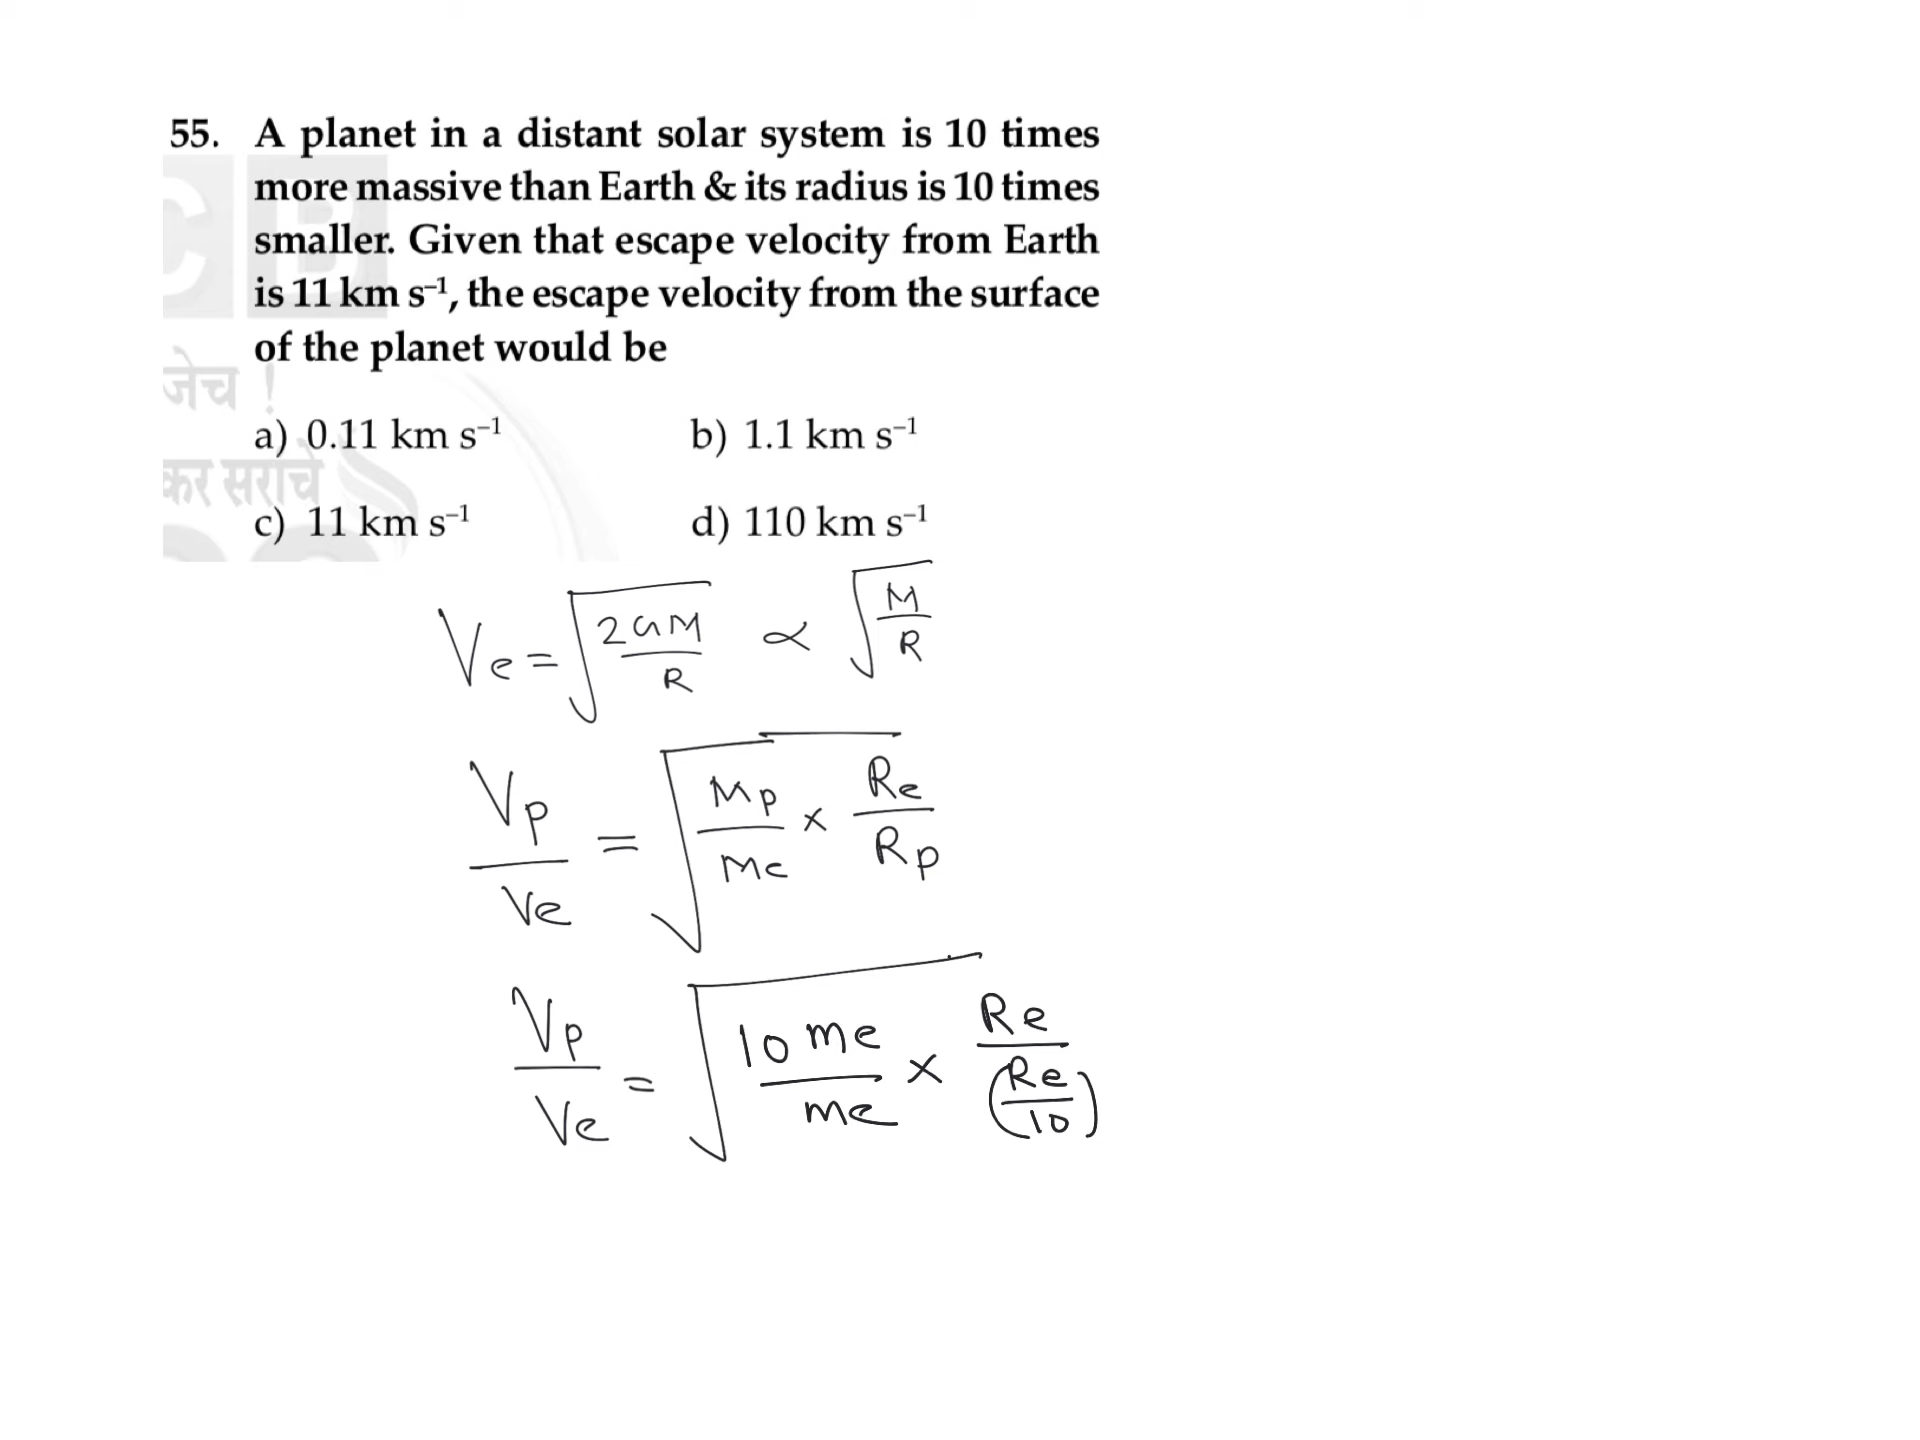 55. A planet in a distant solar system is 10 times
more massive than Earth & its radius is 10 times
smaller. Given that escape velocity from Earth
is 11 km s⁻¹, the escape velocity from the surface
of the planet would be
a) 0.11 km s⁻¹ b) 1.1 km s⁻¹
c) 11 km s⁻¹ d) 110 km s⁻¹
जेच !
कर सराचे
Ve = √(2GM/R) ∝ √(M/R)
Vp/Ve = √(Mp/Me × Re/Rp)
Vp/Ve = √(10me/me × Re/(Re/10))